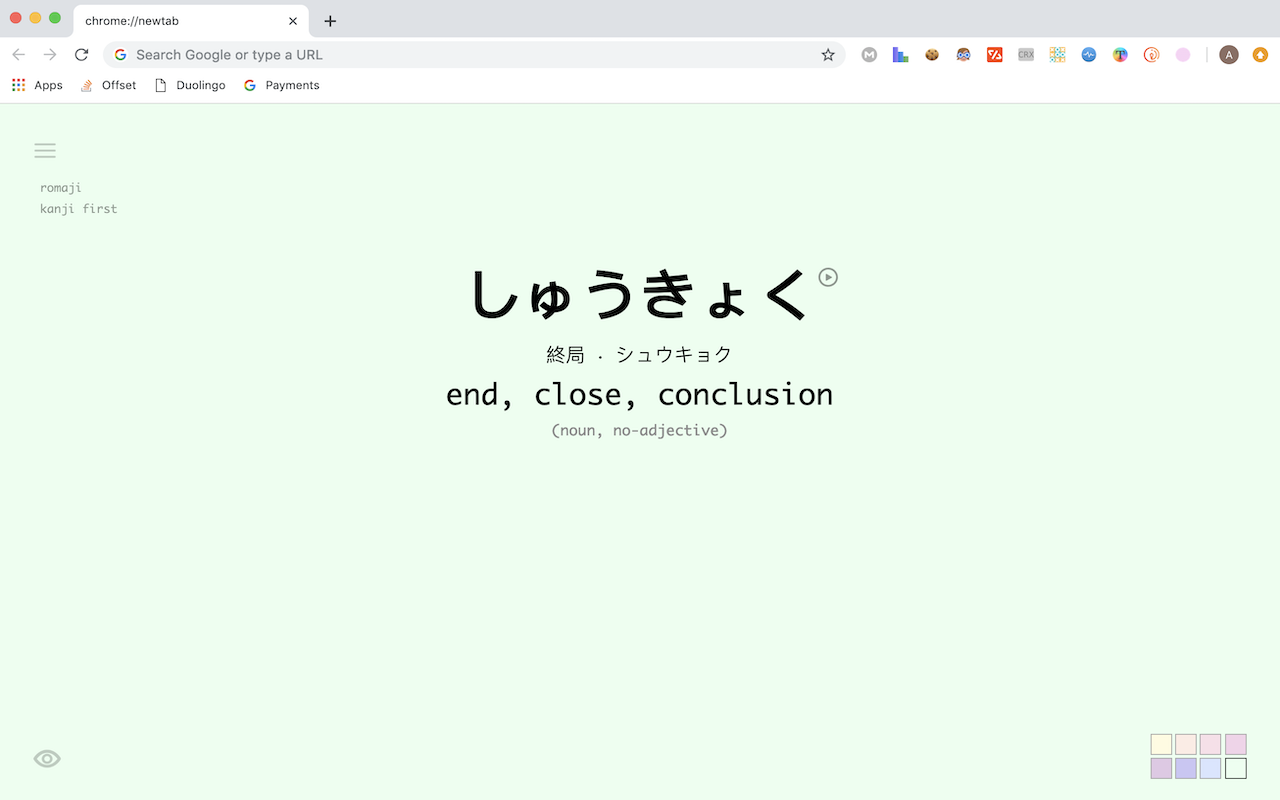 chrome://newtab
Search Google or type a URL
Apps Offset Duolingo Payments
romaji
kanji first
しゅうきょく
終局 · シュウキョク
end, close, conclusion
(noun, no-adjective)
A